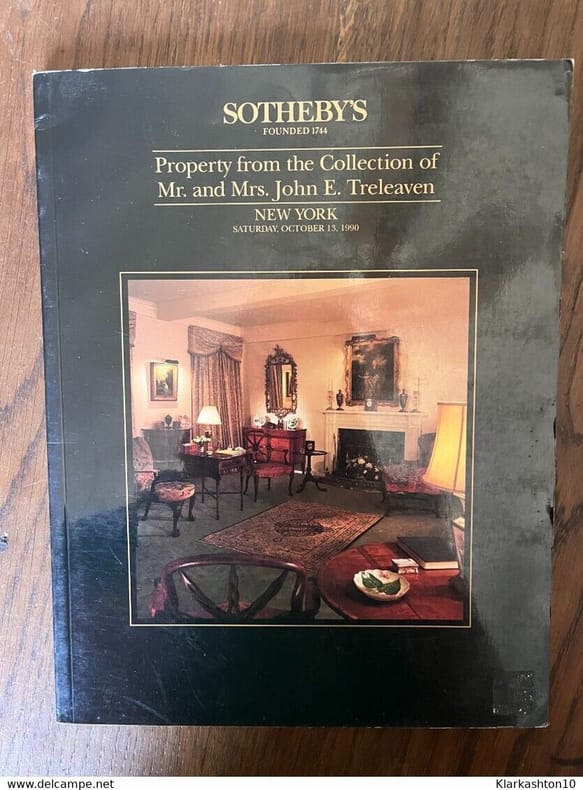 SOTHEBY'S
FOUNDED 1744
Property from the Collection of
Mr. and Mrs. John E. Treleaven
NEW YORK
SATURDAY, OCTOBER 13, 1990
www.delcampe.net
Klarkashton10